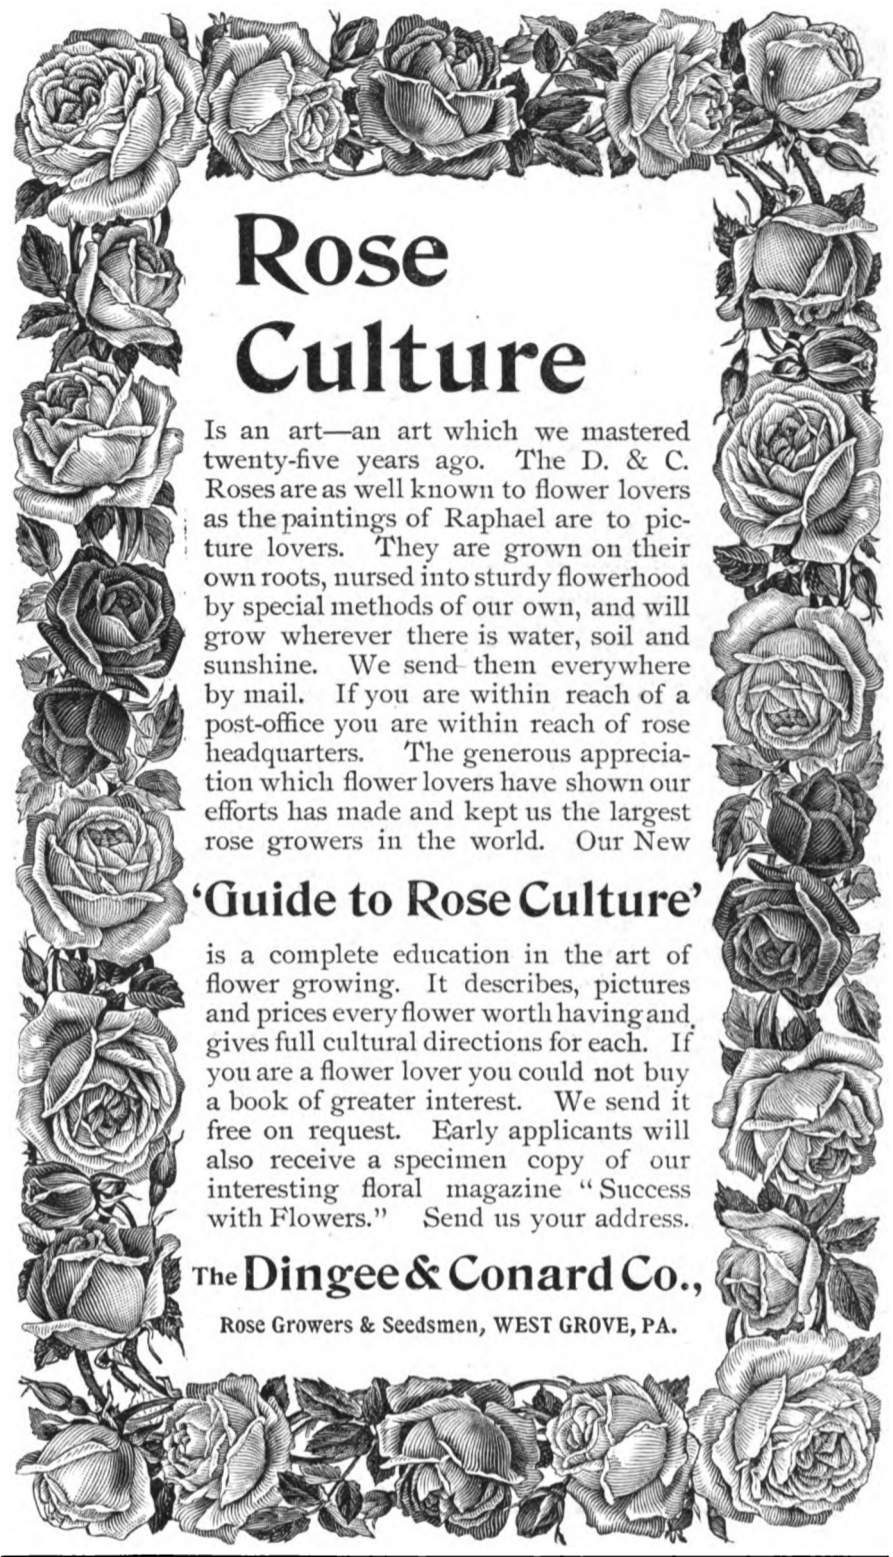 Rose
Culture
Is an art—an art which we mastered
twenty-five years ago. The D. & C.
Roses are as well known to flower lovers
as the paintings of Raphael are to pic-
ture lovers. They are grown on their
own roots, nursed into sturdy flowerhood
by special methods of our own, and will
grow wherever there is water, soil and
sunshine. We send them everywhere
by mail. If you are within reach of a
post-office you are within reach of rose
headquarters. The generous apprecia-
tion which flower lovers have shown our
efforts has made and kept us the largest
rose growers in the world. Our New
‘Guide to Rose Culture’
is a complete education in the art of
flower growing. It describes, pictures
and prices every flower worth having and
gives full cultural directions for each. If
you are a flower lover you could not buy
a book of greater interest. We send it
free on request. Early applicants will
also receive a specimen copy of our
interesting floral magazine “Success
with Flowers.” Send us your address.
The Dingee & Conard Co.,
Rose Growers & Seedsmen, WEST GROVE, PA.